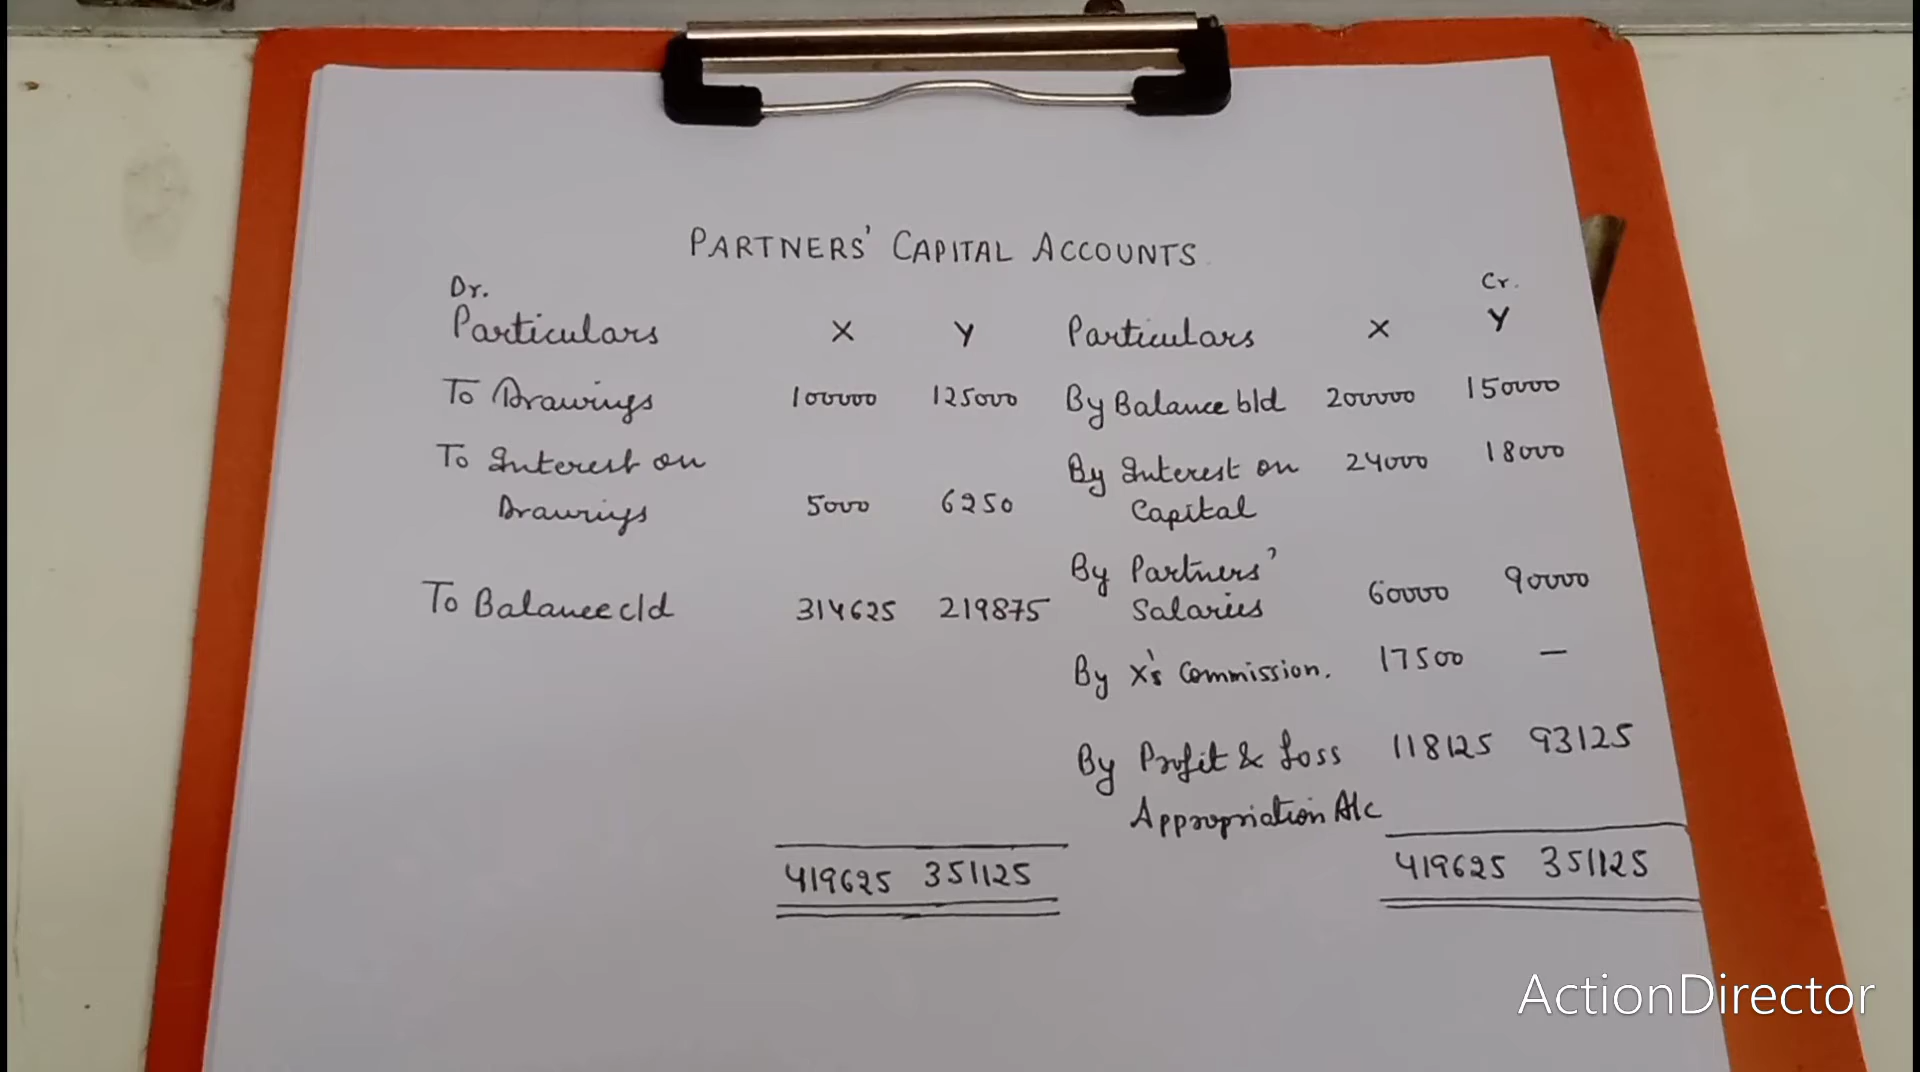 PARTNERS' CAPITAL ACCOUNTS
Dr. Cr.
Particulars X Y Particulars X Y
To Drawings 100000 125000 By Balance b/d 200000 150000
To Interest on By Interest on 24000 18000
Drawings 5000 6250 Capital
By Partners'
To Balance c/d 314625 219875 Salaries 60000 90000
By X's Commission. 17500 —
By Profit & Loss 118125 93125
Appropriation A/c
419625 351125 419625 351125
ActionDirector